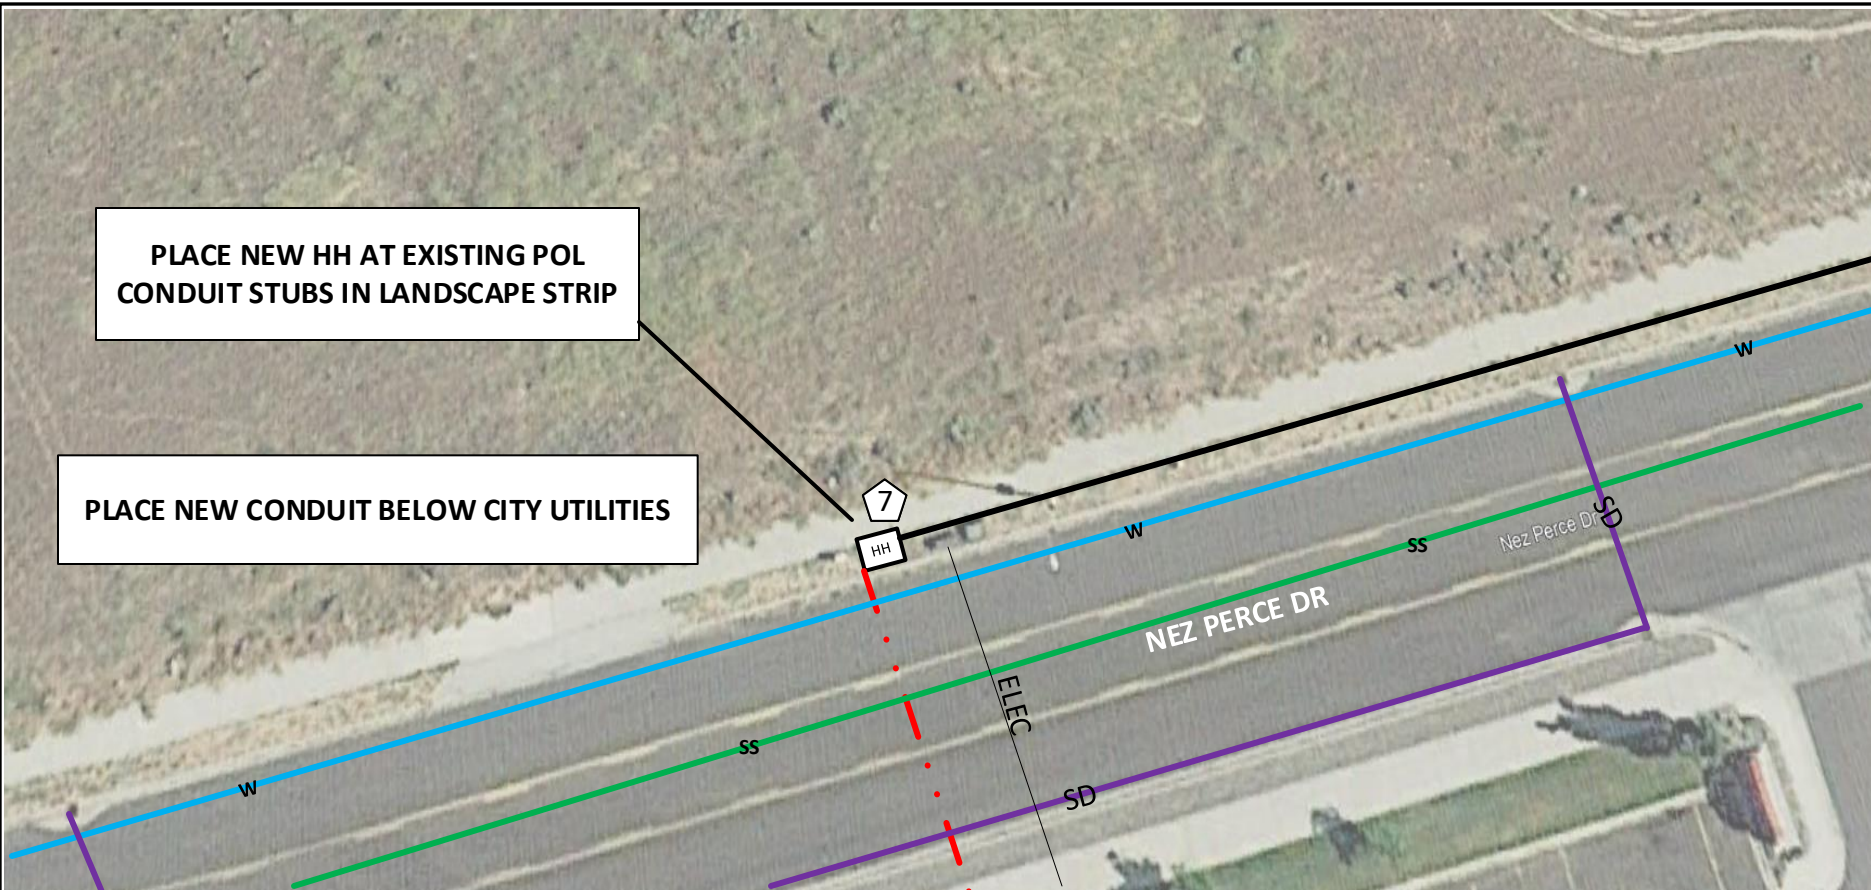 PLACE NEW HH AT EXISTING POL
CONDUIT STUBS IN LANDSCAPE STRIP
W
7
PLACE NEW CONDUIT BELOW CITY UTILITIES
SD
W
Nez Perce Dr
HH
SS
NEZ PERCE DR
ELEC
SS
W
SD